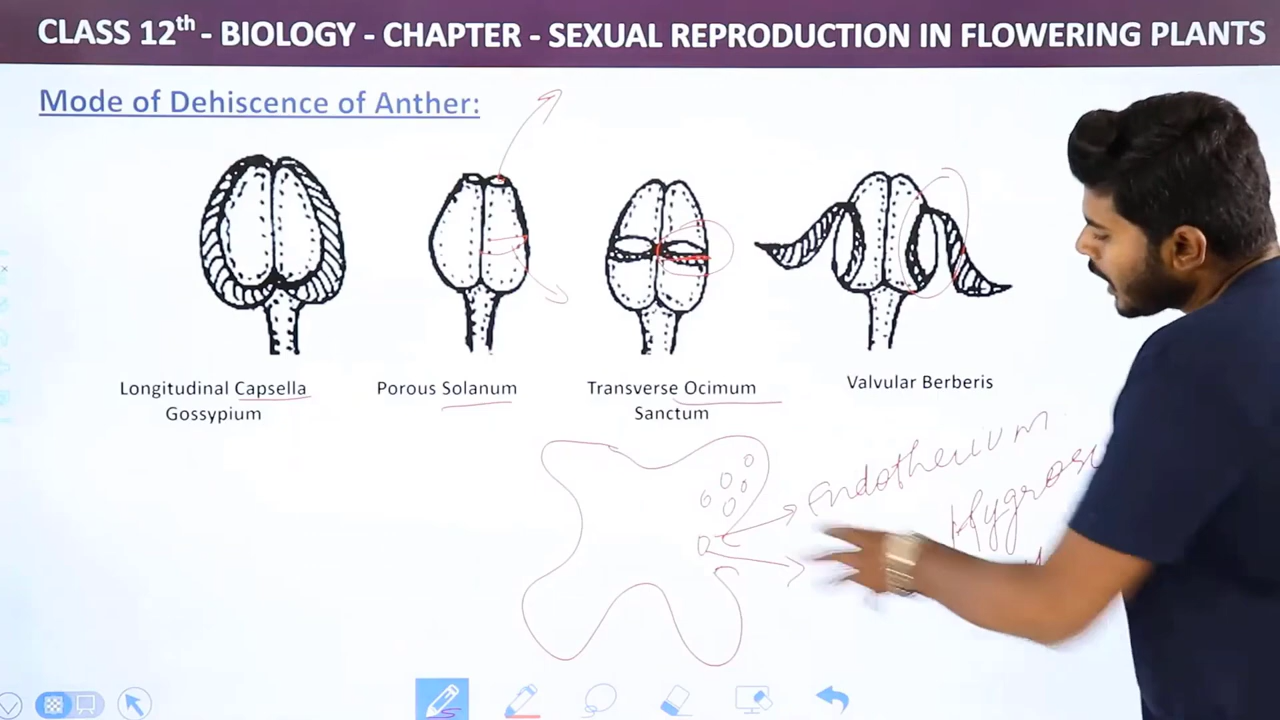 CLASS 12th - BIOLOGY - CHAPTER - SEXUAL REPRODUCTION IN FLOWERING PLANTS
Mode of Dehiscence of Anther:
Longitudinal Capsella
Gossypium
Porous Solanum
Transverse Ocimum
Sanctum
Valvular Berberis
Endothecium